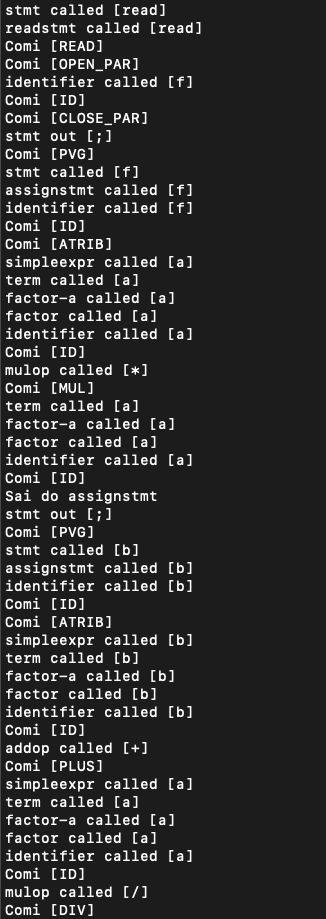 stmt called [read]
readstmt called [read]
Comi [READ]
Comi [OPEN_PAR]
identifier called [f]
Comi [ID]
Comi [CLOSE_PAR]
stmt out [;]
Comi [PVG]
stmt called [f]
assignstmt called [f]
identifier called [f]
Comi [ID]
Comi [ATRIB]
simpleexpr called [a]
term called [a]
factor-a called [a]
factor called [a]
identifier called [a]
Comi [ID]
mulop called [*]
Comi [MUL]
term called [a]
factor-a called [a]
factor called [a]
identifier called [a]
Comi [ID]
Sai do assignstmt
stmt out [;]
Comi [PVG]
stmt called [b]
assignstmt called [b]
identifier called [b]
Comi [ID]
Comi [ATRIB]
simpleexpr called [b]
term called [b]
factor-a called [b]
factor called [b]
identifier called [b]
Comi [ID]
addop called [+]
Comi [PLUS]
simpleexpr called [a]
term called [a]
factor-a called [a]
factor called [a]
identifier called [a]
Comi [ID]
mulop called [/]
Comi [DIV]